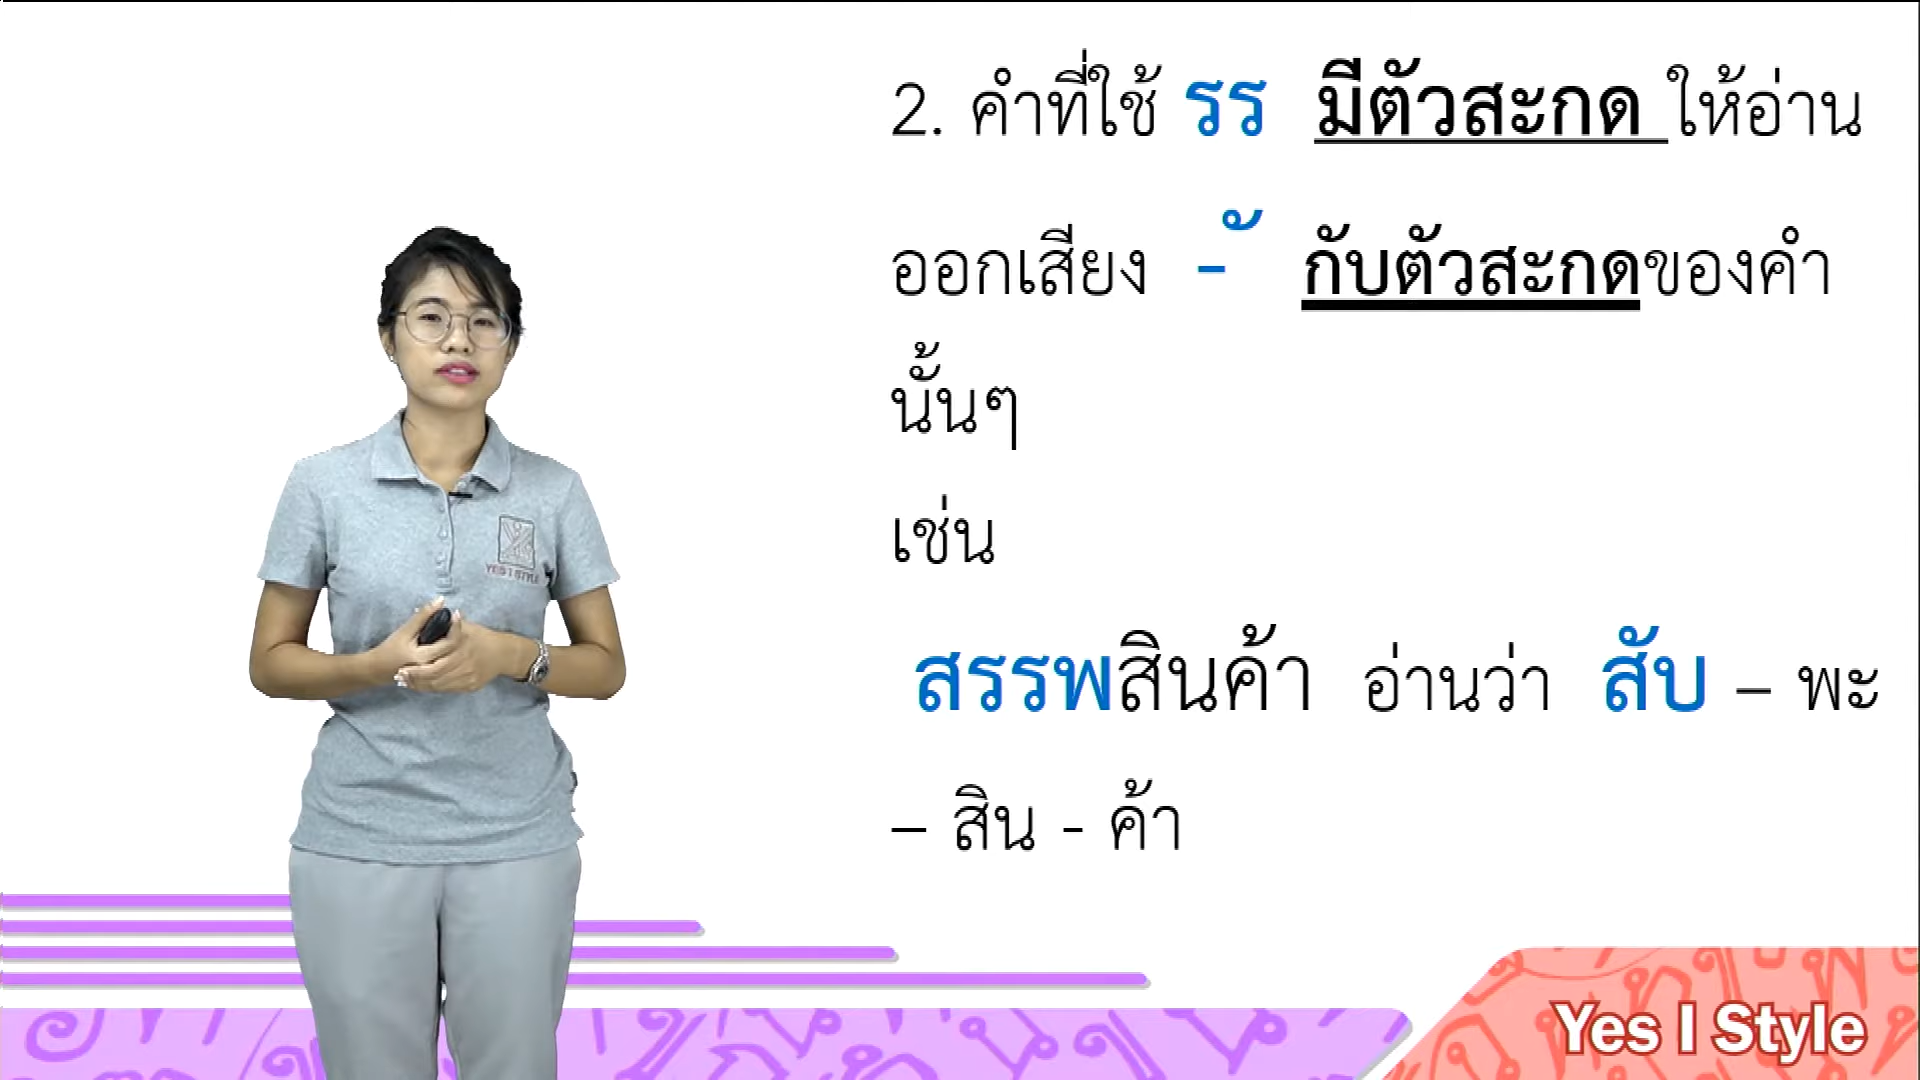 2. คำที่ใช้ รร มีตัวสะกด ให้อ่าน
ออกเสียง -ั กับตัวสะกดของคำ
นั้นๆ
เช่น
สรรพสินค้า อ่านว่า สับ – พะ
– สิน - ค้า
YES I STYLE
Yes I Style